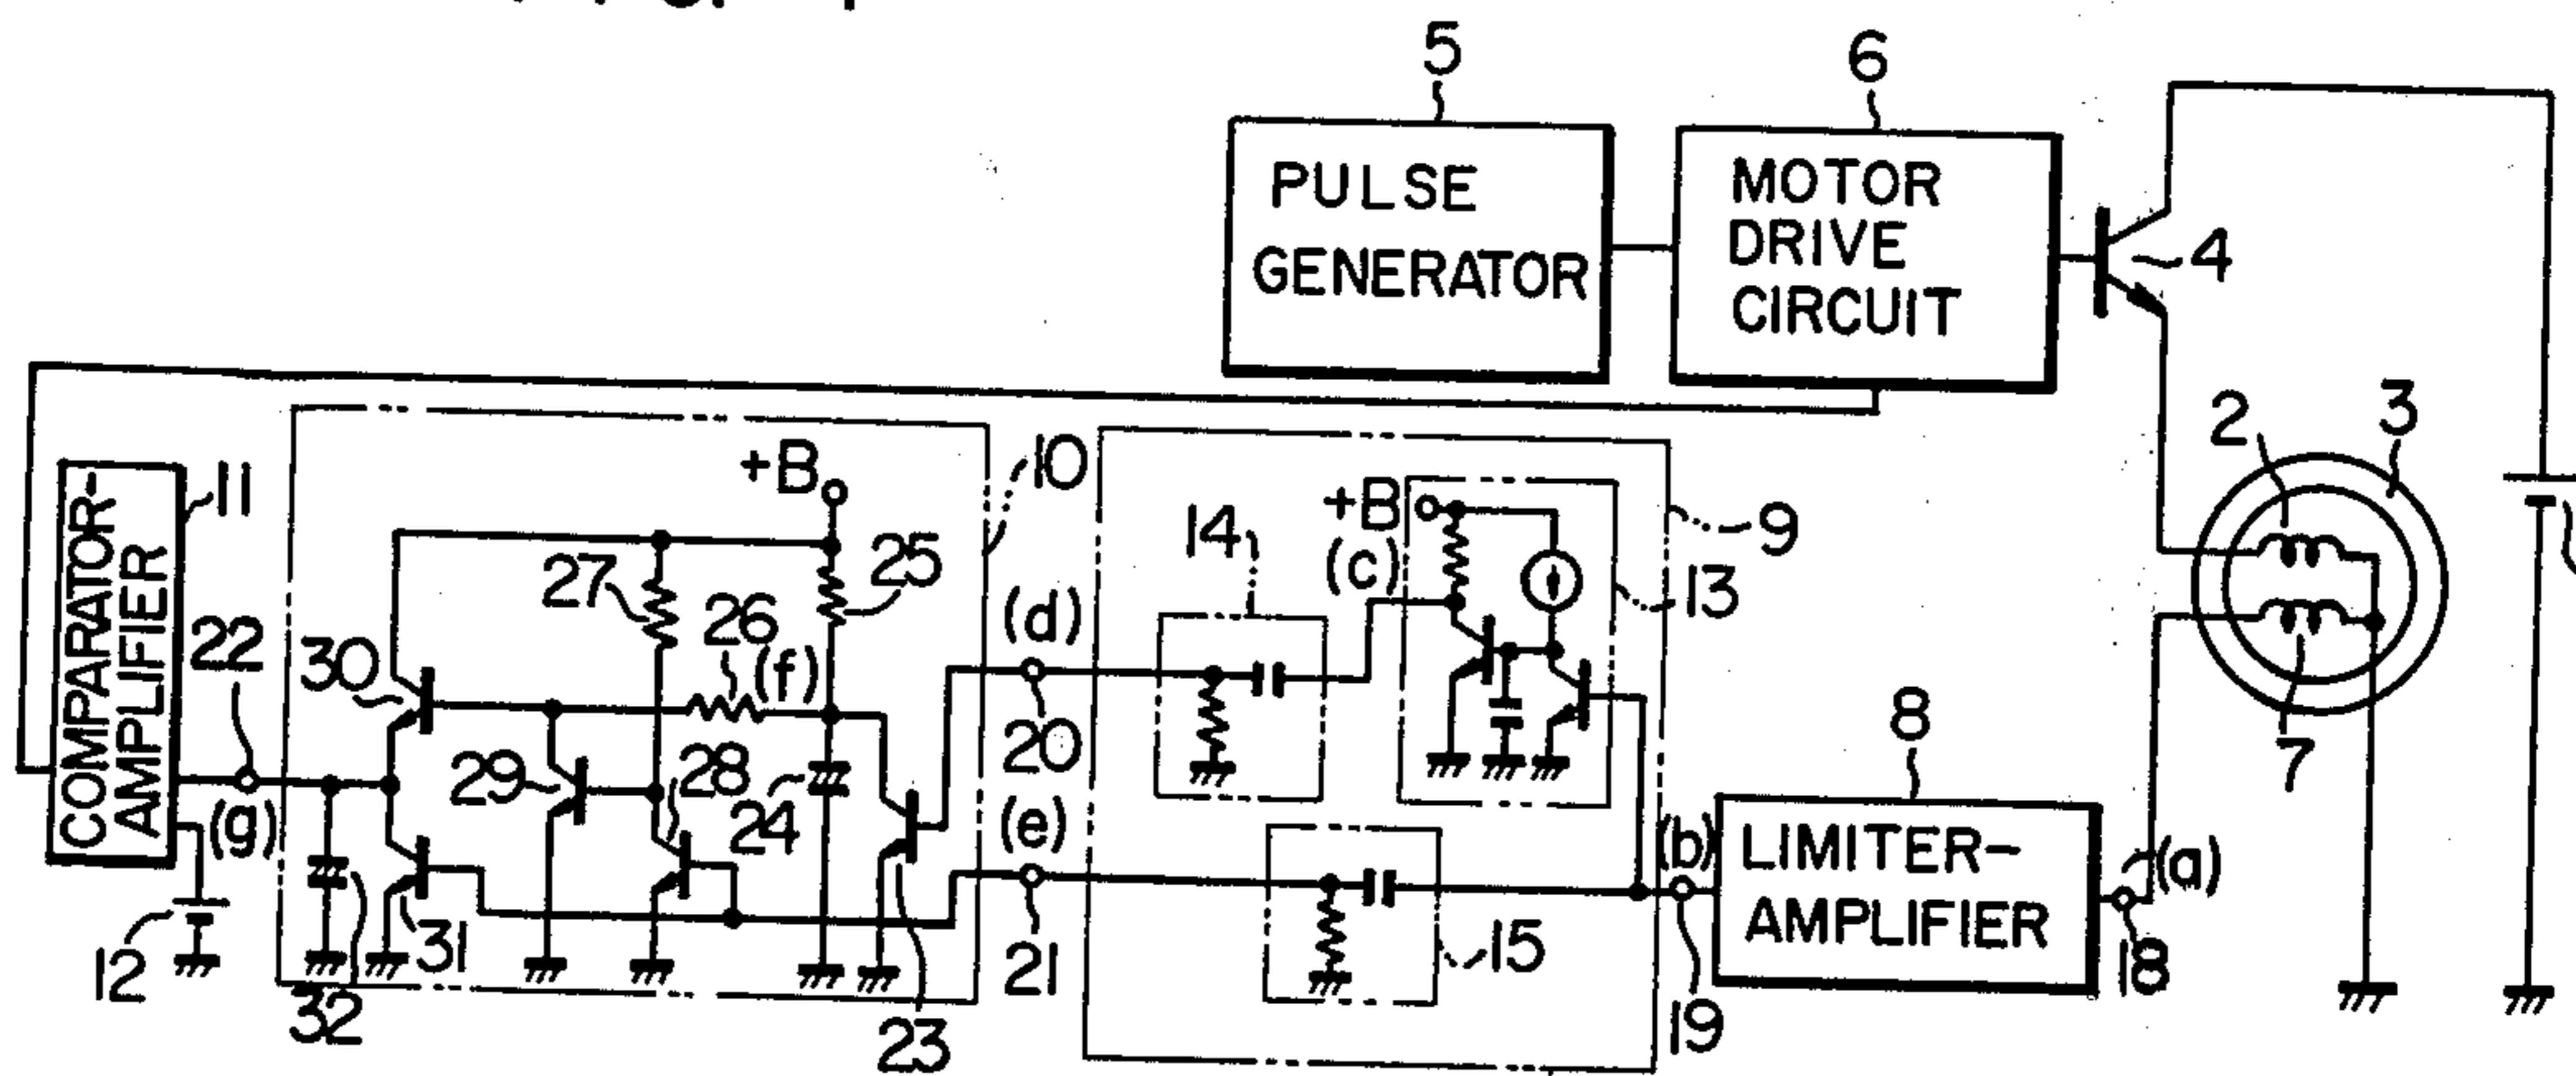 5
6
PULSE
GENERATOR
MOTOR
DRIVE
CIRCUIT
4
2
3
COMPARATOR-
AMPLIFIER
11
+B
10
+B
(c)
14
9
13
25
27
26
(f)
(d)
22
30
20
8
7
29
28
24
(e)
(b)
LIMITER-
AMPLIFIER
(a)
(g)
12
31
32
21
15
18
19
23